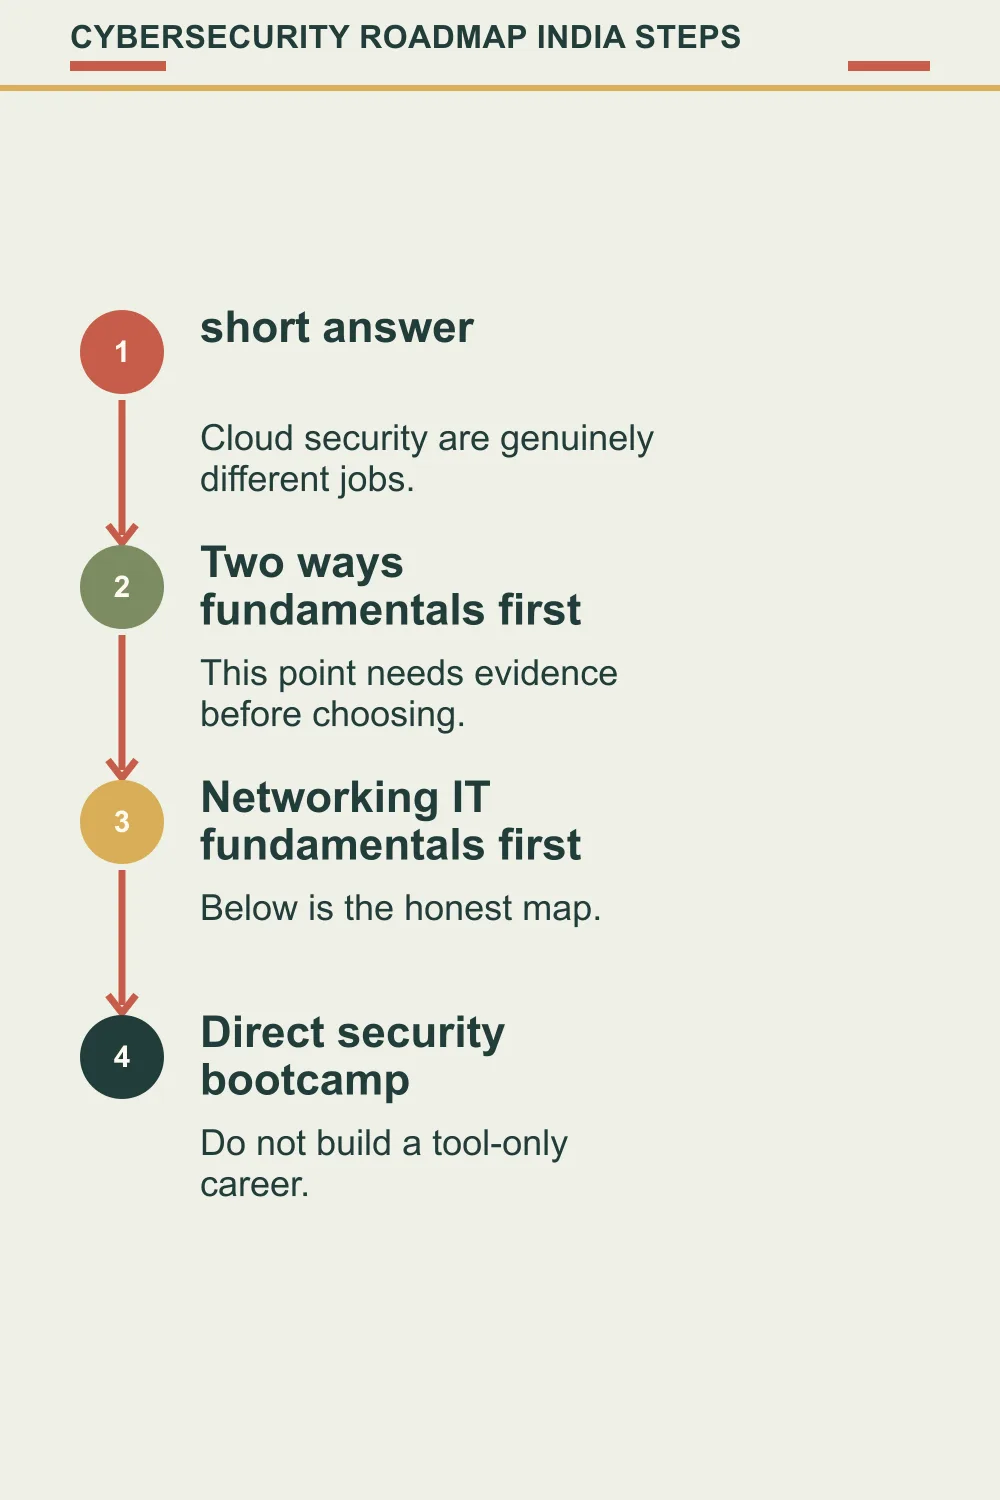 CYBERSECURITY ROADMAP INDIA STEPS
1
short answer
Cloud security are genuinely
different jobs.
2
Two ways
fundamentals first
This point needs evidence
before choosing.
3
Networking IT
fundamentals first
Below is the honest map.
4
Direct security
bootcamp
Do not build a tool-only
career.